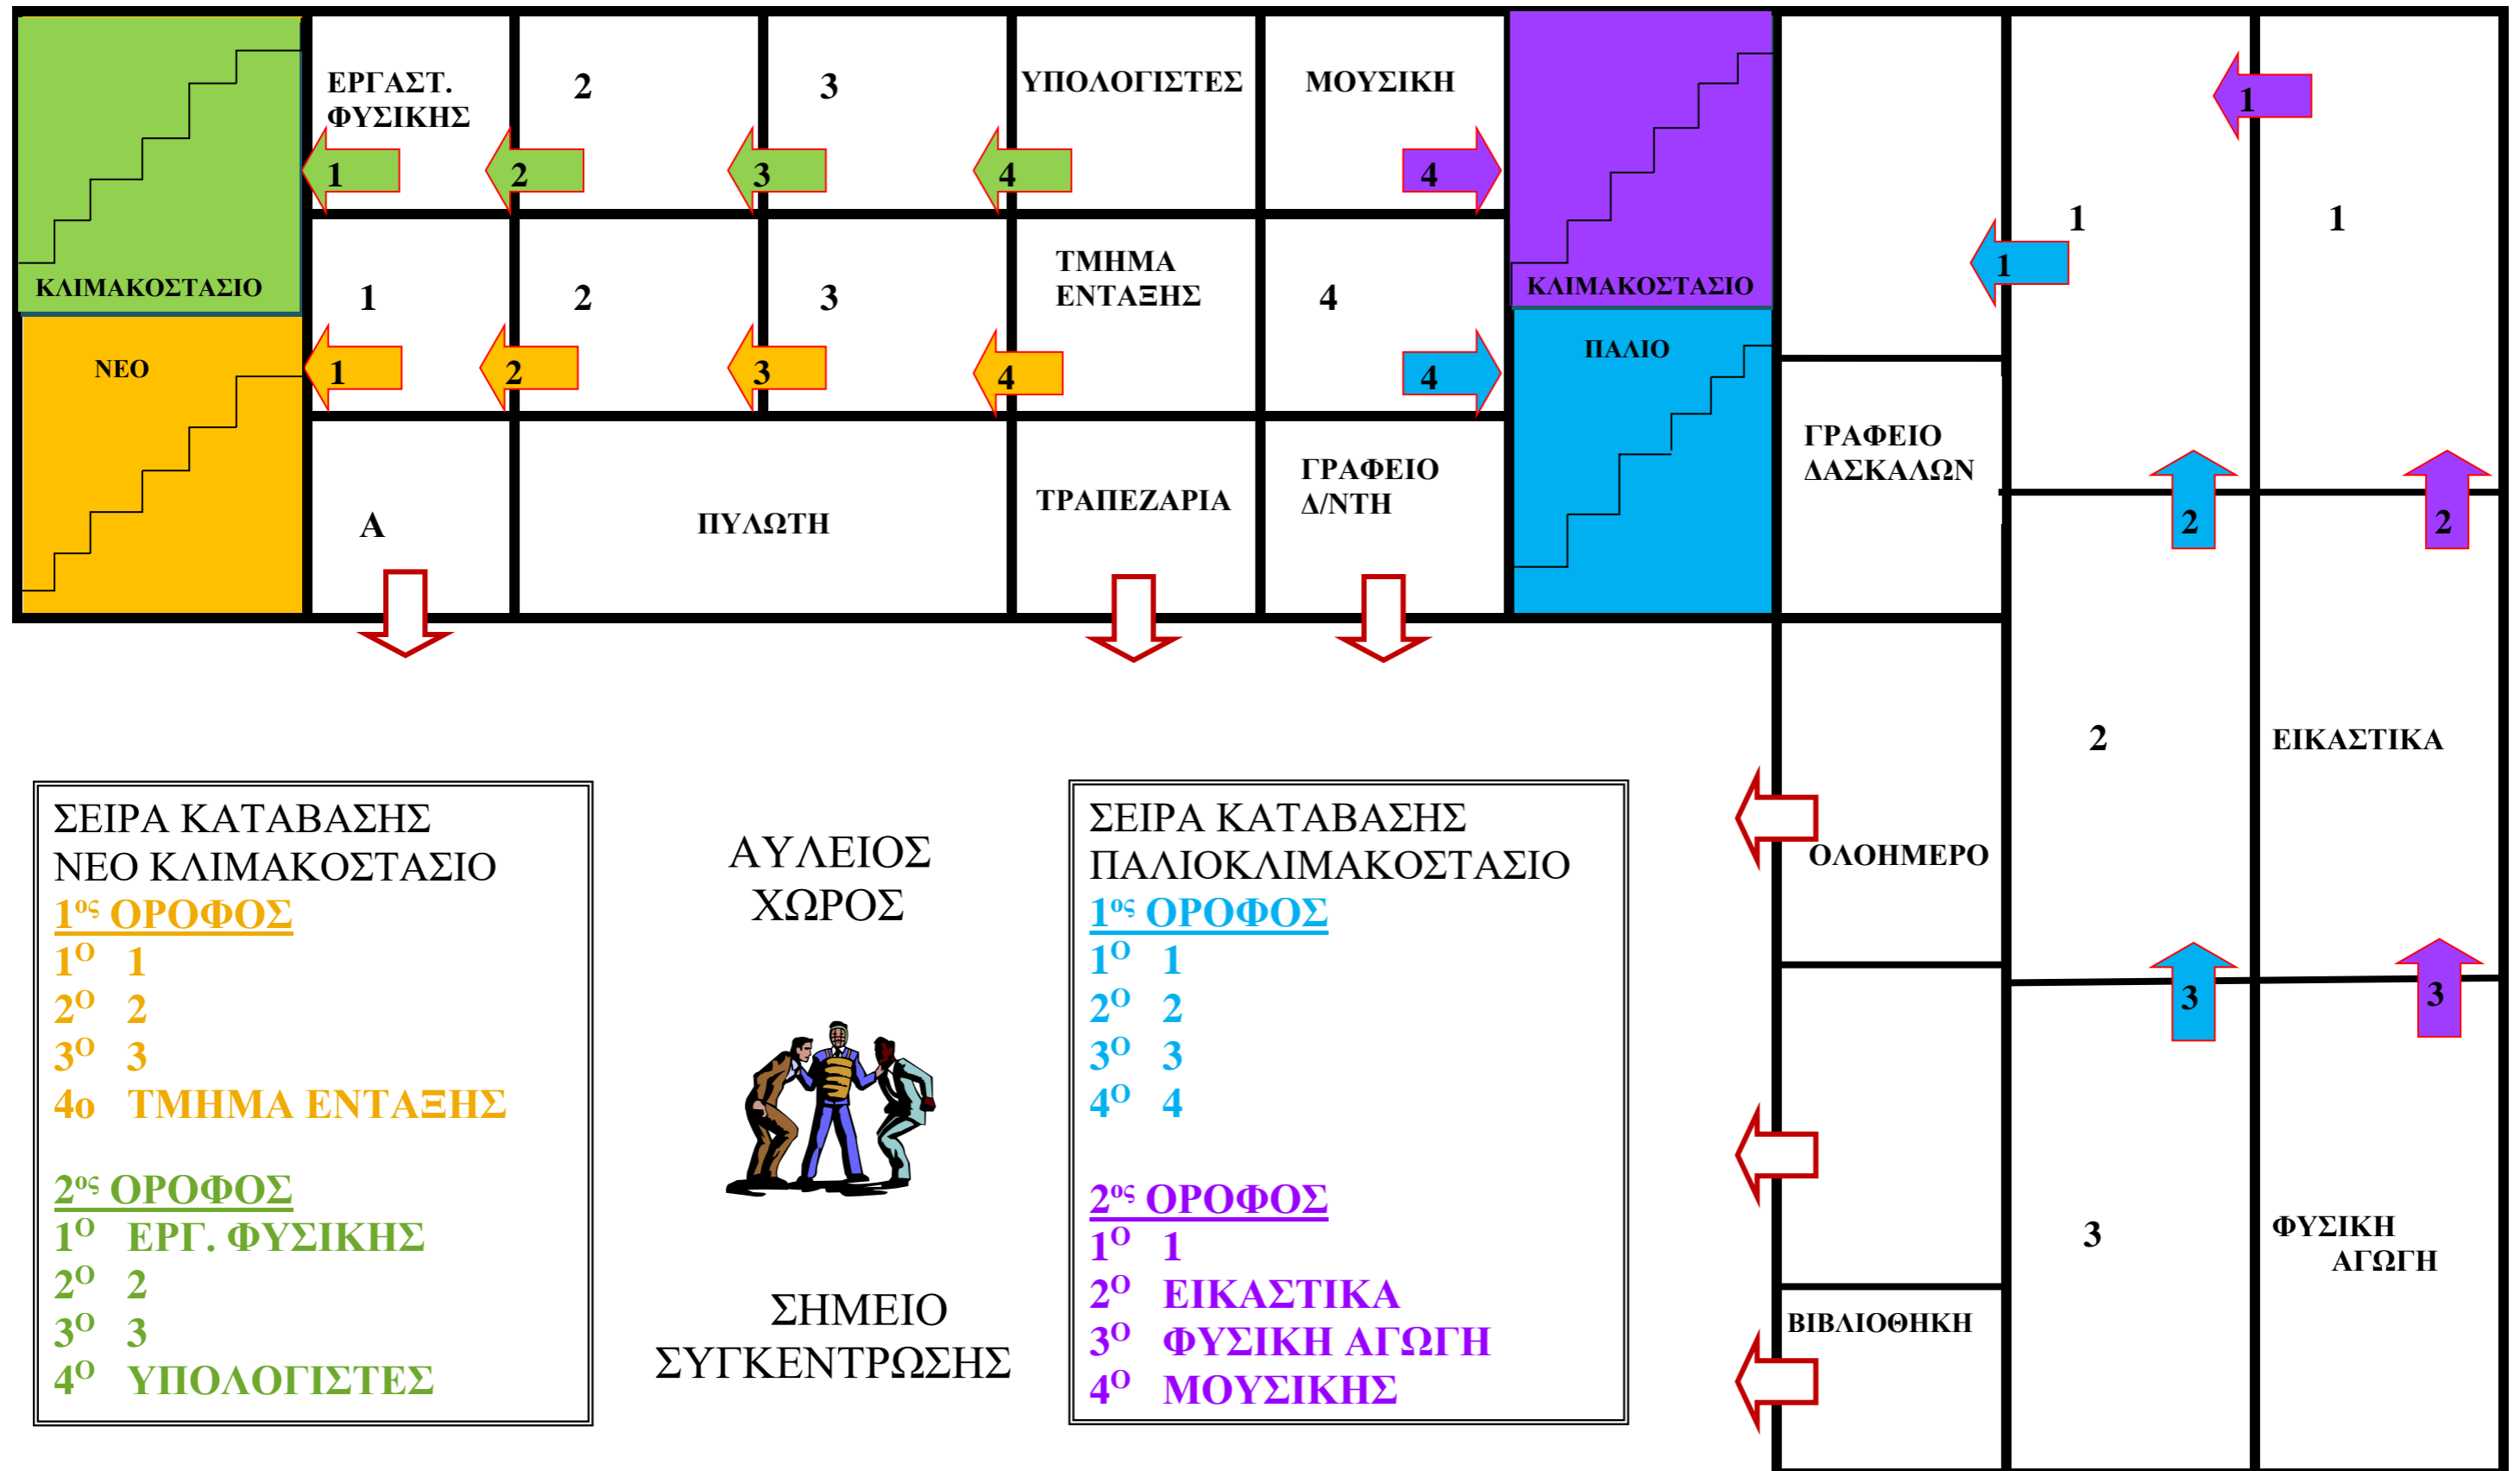 ΕΡΓΑΣΤ.
ΦΥΣΙΚΗΣ
2
3
ΥΠΟΛΟΓΙΣΤΕΣ
ΜΟΥΣΙΚΗ
1
1
2
3
4
4
1
1
1
ΚΛΙΜΑΚΟΣΤΑΣΙΟ
1
2
3
ΤΜΗΜΑ
ΕΝΤΑΞΗΣ
4
ΚΛΙΜΑΚΟΣΤΑΣΙΟ
ΝΕΟ
1
2
3
4
4
ΠΑΛΙΟ
ΓΡΑΦΕΙΟ
ΔΑΣΚΑΛΩΝ
Α
ΠΥΛΩΤΗ
ΤΡΑΠΕΖΑΡΙΑ
ΓΡΑΦΕΙΟ
Δ/ΝΤΗ
2
2
2
ΕΙΚΑΣΤΙΚΑ
ΟΛΟΗΜΕΡΟ
3
3
3
ΦΥΣΙΚΗ
ΑΓΩΓΗ
ΒΙΒΛΙΟΘΗΚΗ
ΣΕΙΡΑ ΚΑΤΑΒΑΣΗΣ
ΝΕΟ ΚΛΙΜΑΚΟΣΤΑΣΙΟ
1ος ΟΡΟΦΟΣ
1Ο 1
2Ο 2
3Ο 3
4ο ΤΜΗΜΑ ΕΝΤΑΞΗΣ
2ος ΟΡΟΦΟΣ
1Ο ΕΡΓ. ΦΥΣΙΚΗΣ
2Ο 2
3Ο 3
4Ο ΥΠΟΛΟΓΙΣΤΕΣ
ΑΥΛΕΙΟΣ
ΧΩΡΟΣ
ΣΗΜΕΙΟ
ΣΥΓΚΕΝΤΡΩΣΗΣ
ΣΕΙΡΑ ΚΑΤΑΒΑΣΗΣ
ΠΑΛΙΟΚΛΙΜΑΚΟΣΤΑΣΙΟ
1ος ΟΡΟΦΟΣ
1Ο 1
2Ο 2
3Ο 3
4Ο 4
2ος ΟΡΟΦΟΣ
1Ο 1
2Ο ΕΙΚΑΣΤΙΚΑ
3Ο ΦΥΣΙΚΗ ΑΓΩΓΗ
4Ο ΜΟΥΣΙΚΗΣ